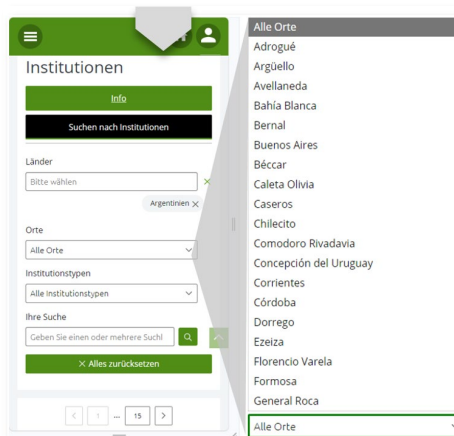 Institutionen
Info
Suchen nach Institutionen
Länder
Bitte wählen
Argentinien
Orte
Alle Orte
Institutionstypen
Alle Institutionstypen
Ihre Suche
Geben Sie einen oder mehrere Suchl
Alles zurücksetzen
1 ... 15
Alle Orte
Adrogué
Argüello
Avellaneda
Bahía Blanca
Bernal
Buenos Aires
Béccar
Caleta Olivia
Caseros
Chilecito
Comodoro Rivadavia
Concepción del Uruguay
Corrientes
Córdoba
Dorrego
Ezeiza
Florencio Varela
Formosa
General Roca
Alle Orte